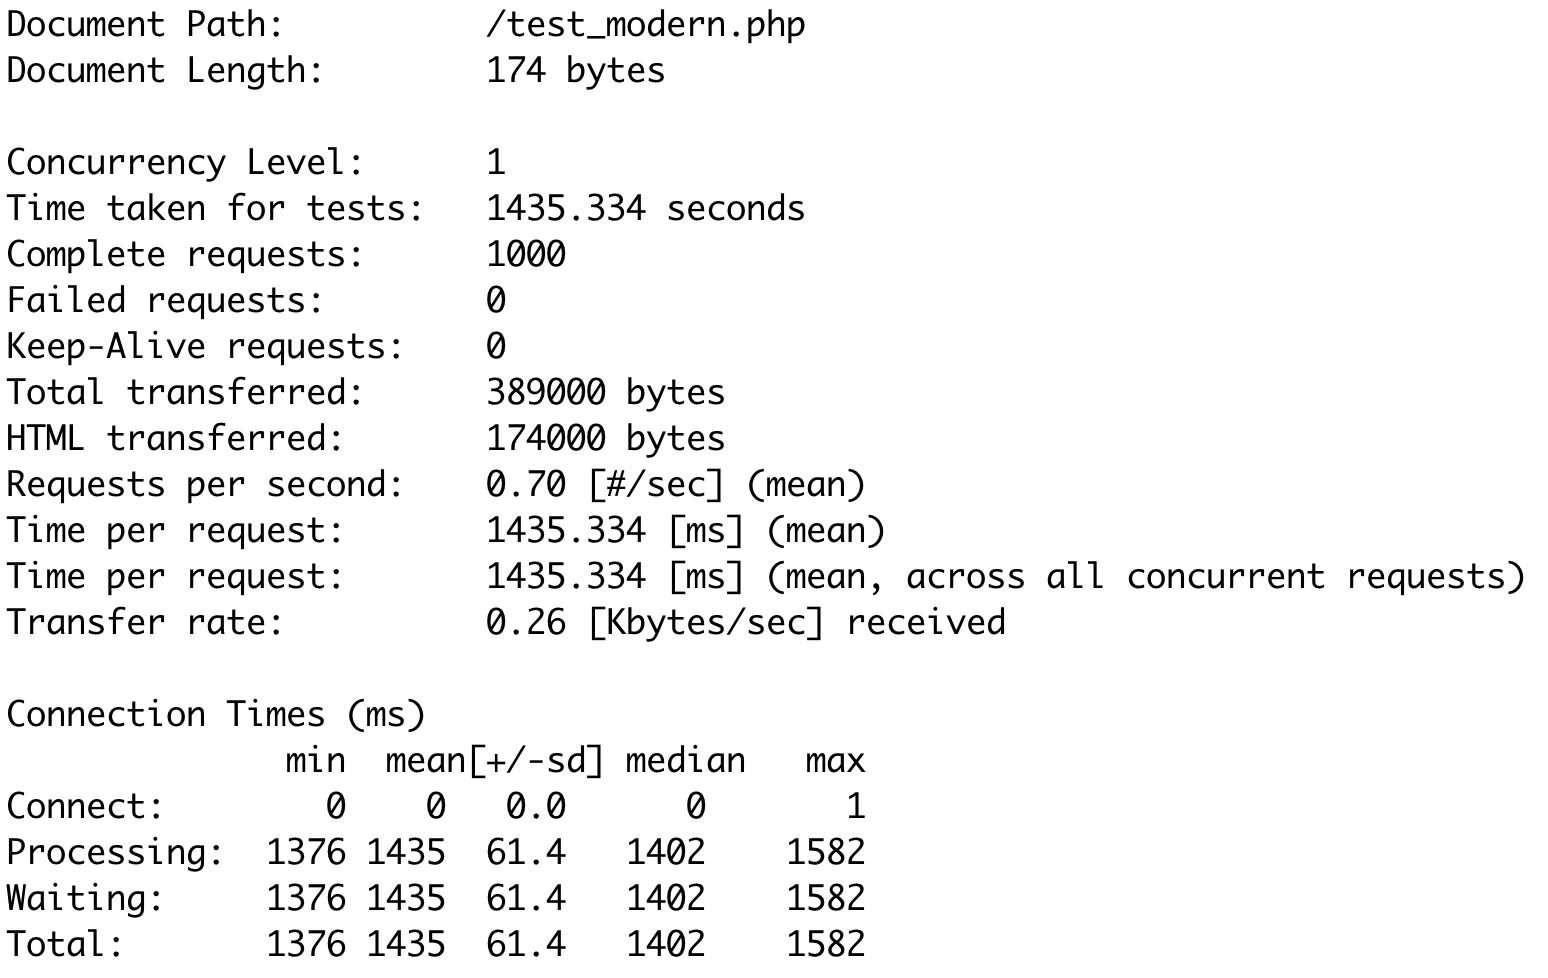 Document Path:          /test_modern.php
Document Length:        174 bytes

Concurrency Level:      1
Time taken for tests:   1435.334 seconds
Complete requests:      1000
Failed requests:        0
Keep-Alive requests:    0
Total transferred:      389000 bytes
HTML transferred:       174000 bytes
Requests per second:    0.70 [#/sec] (mean)
Time per request:       1435.334 [ms] (mean)
Time per request:       1435.334 [ms] (mean, across all concurrent requests)
Transfer rate:          0.26 [Kbytes/sec] received

Connection Times (ms)
              min  mean[+/-sd] median   max
Connect:        0    0   0.0      0       1
Processing:  1376 1435  61.4   1402    1582
Waiting:     1376 1435  61.4   1402    1582
Total:       1376 1435  61.4   1402    1582